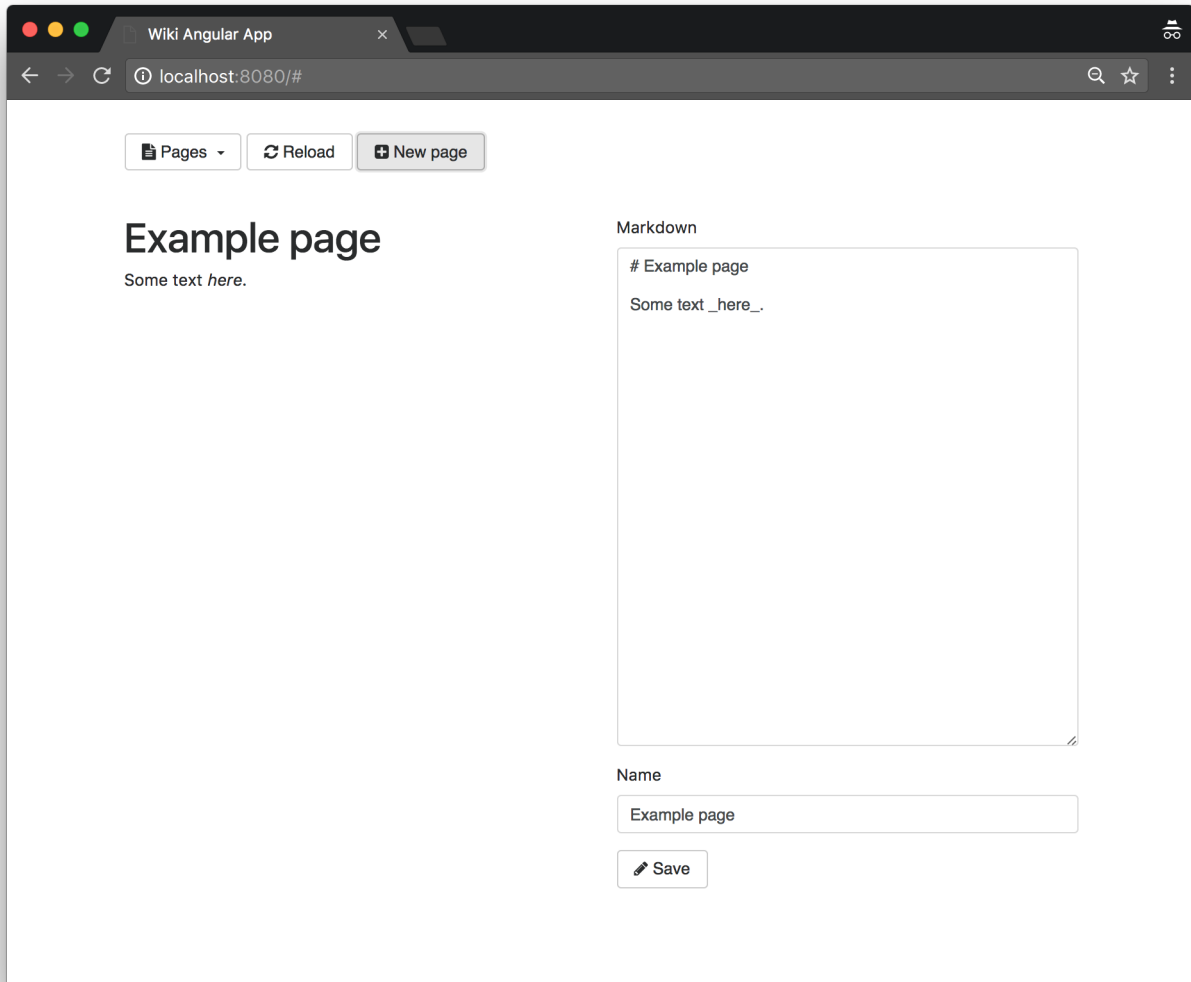 Wiki Angular App
localhost:8080/#
Pages Reload New page
Example page
Some text here.
Markdown
# Example page
Some text _here_.
Name
Example page
Save